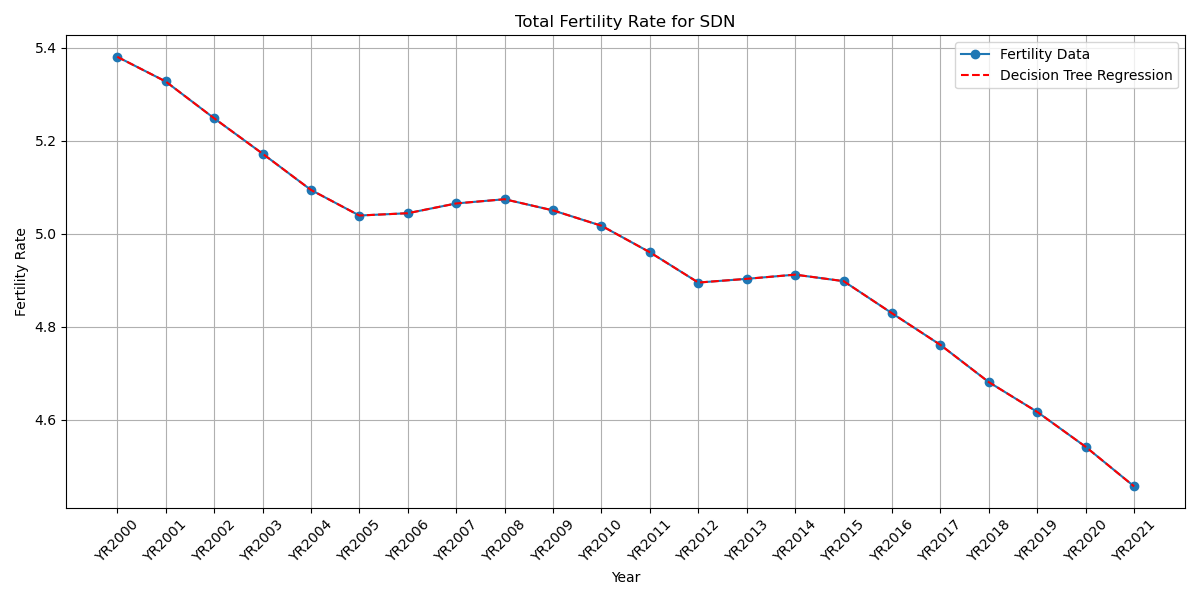 Total Fertility Rate for SDN
Fertility Data
Decision Tree Regression
Fertility Rate
5.4
5.2
5.0
4.8
4.6
YR2000
YR2001
YR2002
YR2003
YR2004
YR2005
YR2006
YR2007
YR2008
YR2009
YR2010
YR2011
YR2012
YR2013
YR2014
YR2015
YR2016
YR2017
YR2018
YR2019
YR2020
YR2021
Year